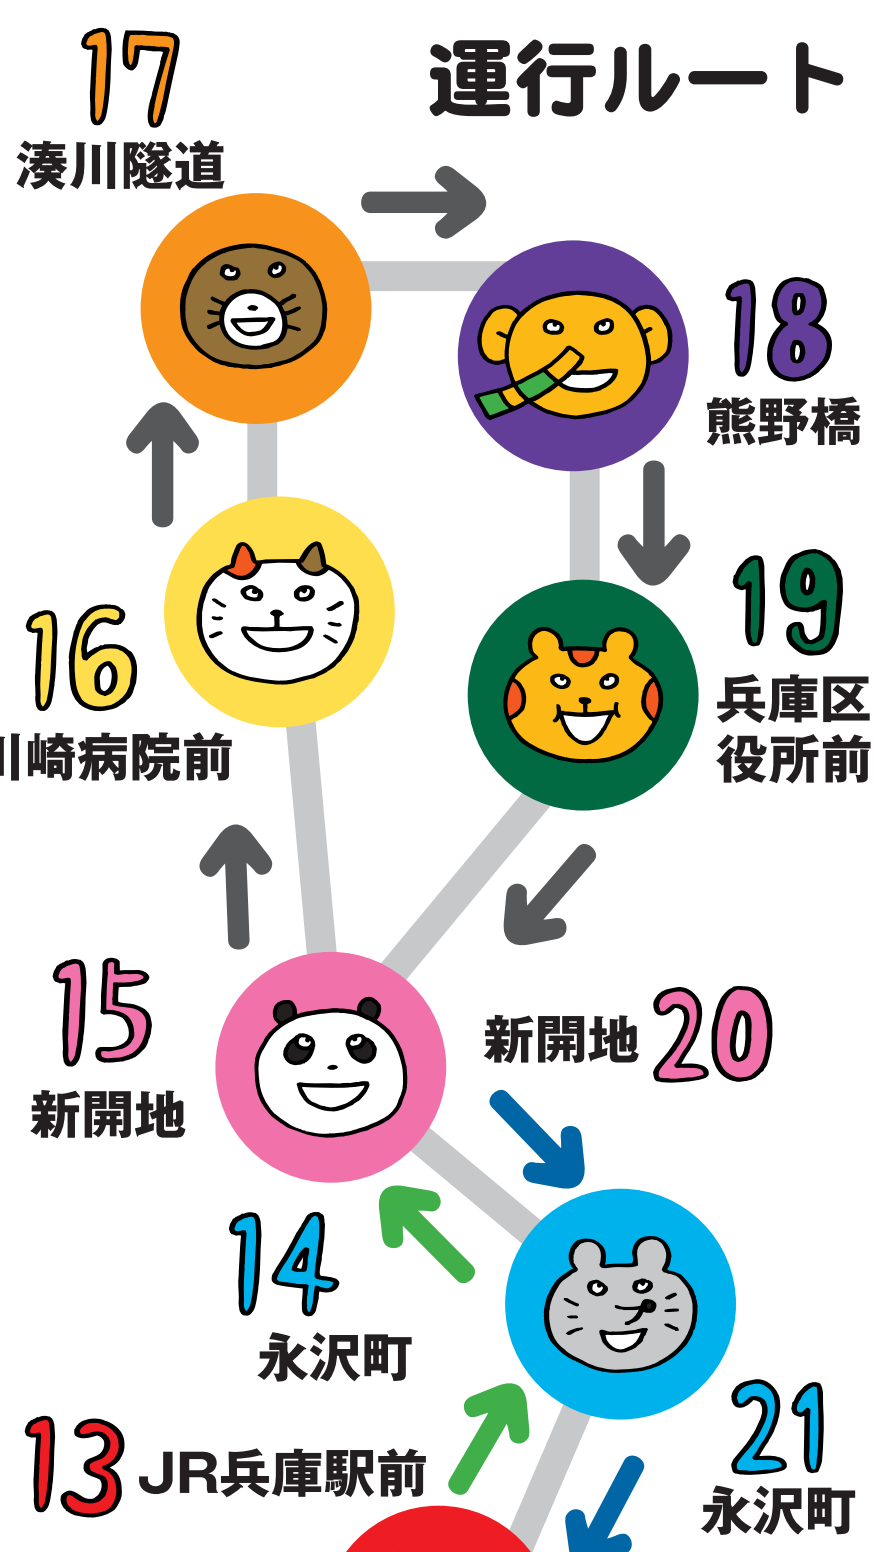 運行ルート
17
湊川隧道
18
熊野橋
19
兵庫区
役所前
16
川崎病院前
15
新開地
新開地 20
14
永沢町
13 JR兵庫駅前
21
永沢町